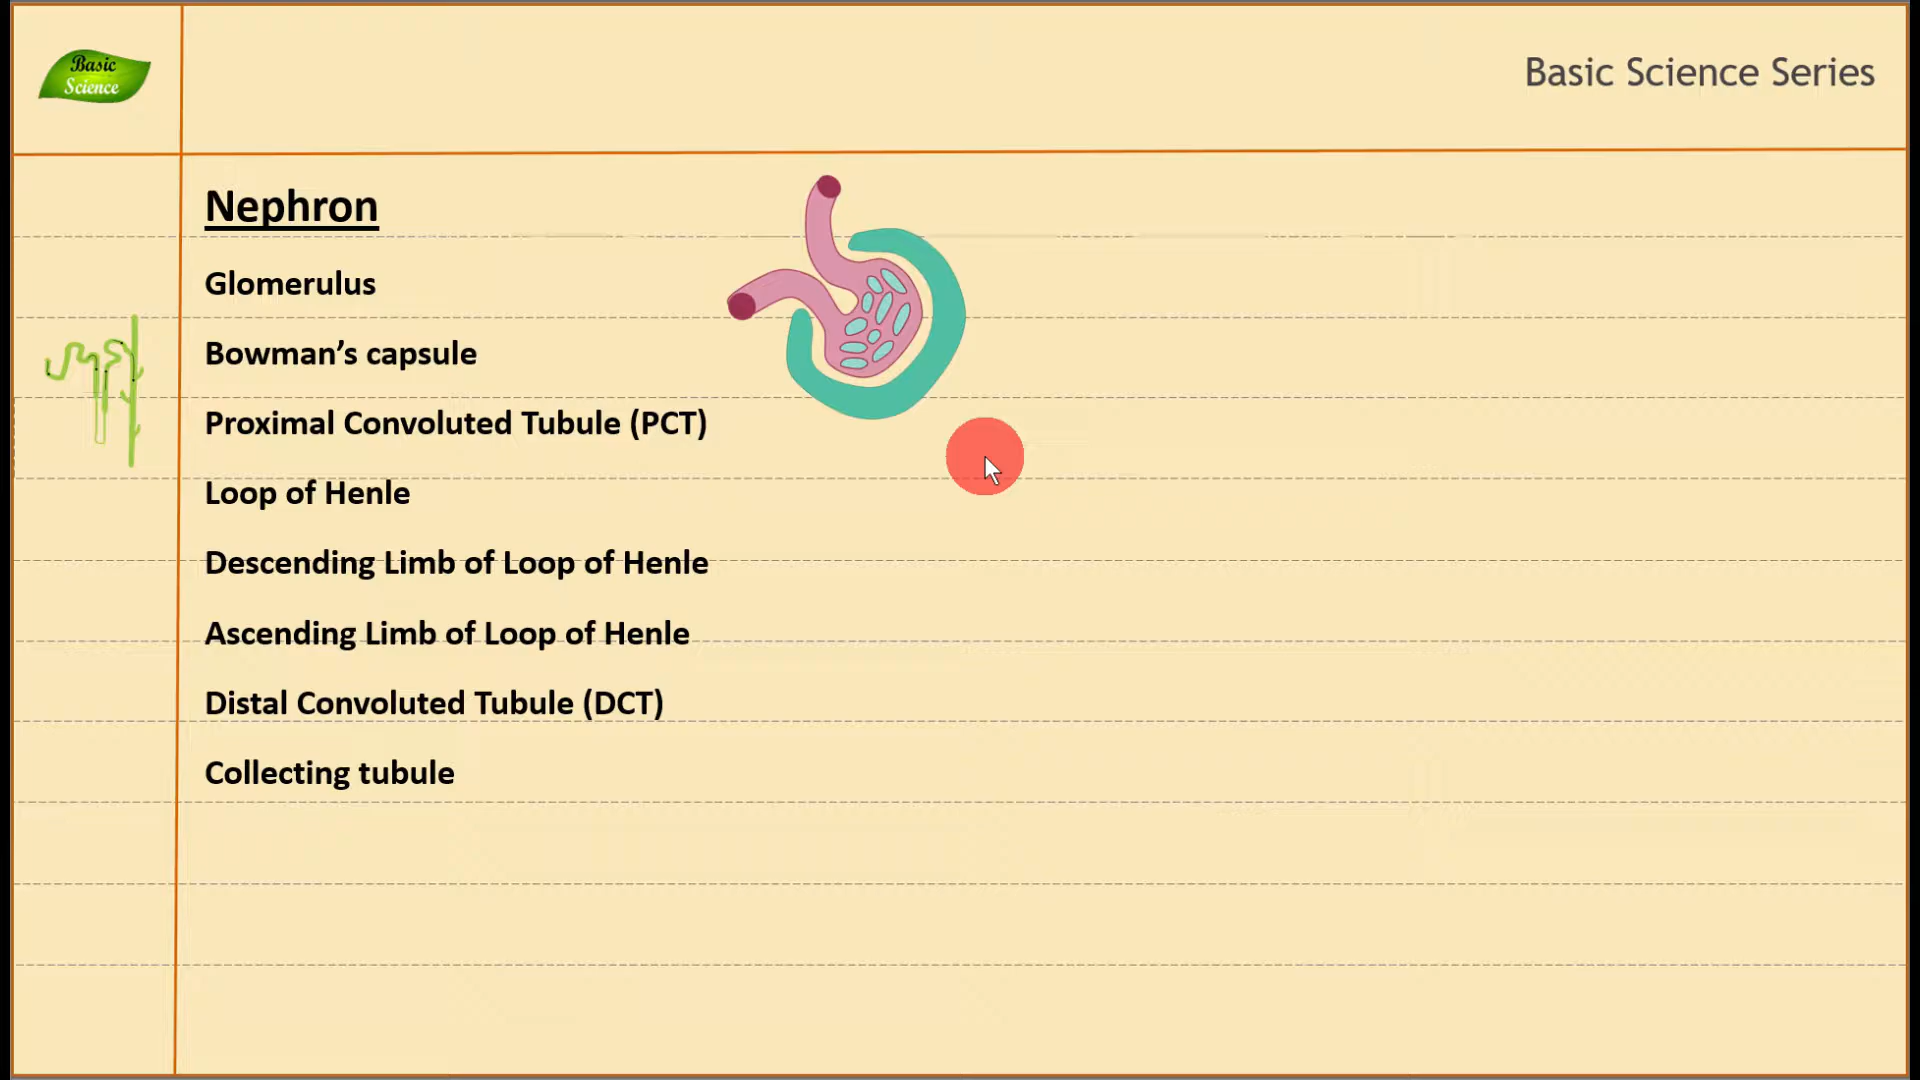 Basic
Science
Basic Science Series
Nephron
Glomerulus
Bowman’s capsule
Proximal Convoluted Tubule (PCT)
Loop of Henle
Descending Limb of Loop of Henle
Ascending Limb of Loop of Henle
Distal Convoluted Tubule (DCT)
Collecting tubule